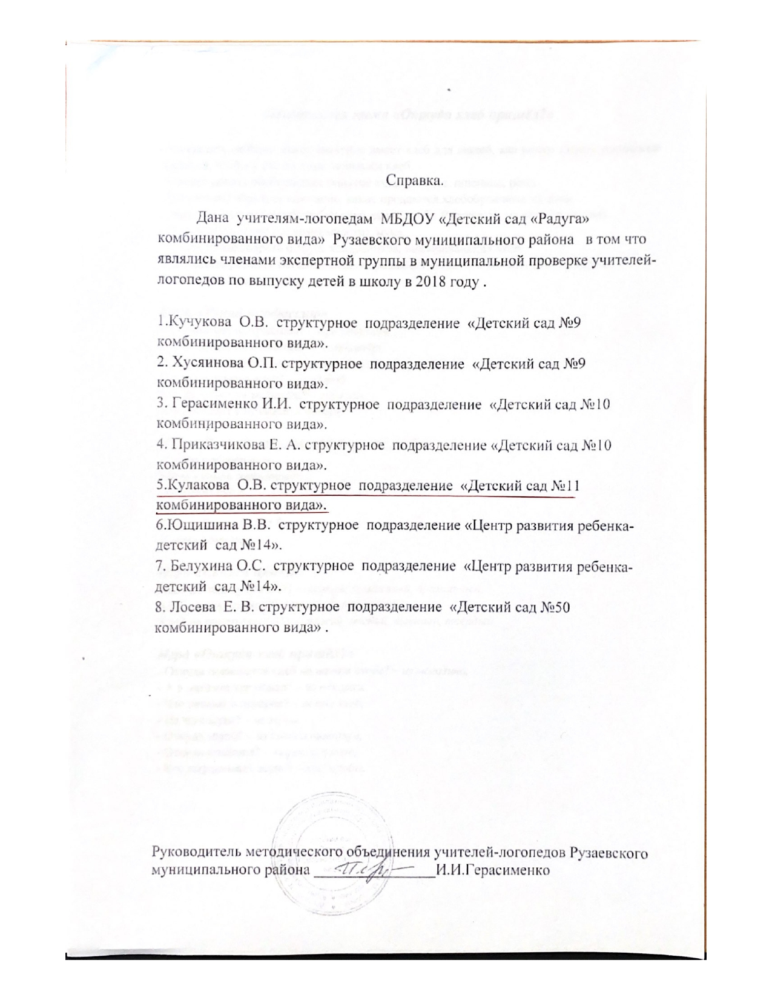 Справка.
Дана учителям-логопедам МБДОУ «Детский сад «Радуга»
комбинированного вида» Рузаевского муниципального района в том что
являлись членами экспертной группы в муниципальной проверке учителей-
логопедов по выпуску детей в школу в 2018 году .
1.Кучукова О.В. структурное подразделение «Детский сад №9
комбинированного вида».
2. Хусяинова О.П. структурное подразделение «Детский сад №9
комбинированного вида».
3. Герасименко И.И. структурное подразделение «Детский сад №10
комбинированного вида».
4. Приказчикова Е. А. структурное подразделение «Детский сад №10
комбинированного вида».
5.Кулакова О.В. структурное подразделение «Детский сад №11
комбинированного вида».
6.Ющишина В.В. структурное подразделение «Центр развития ребенка-
детский сад №14».
7. Белухина О.С. структурное подразделение «Центр развития ребенка-
детский сад №14».
8. Лосева Е. В. структурное подразделение «Детский сад №50
комбинированного вида» .
Руководитель методического объединения учителей-логопедов Рузаевского
муниципального района ________________И.И.Герасименко